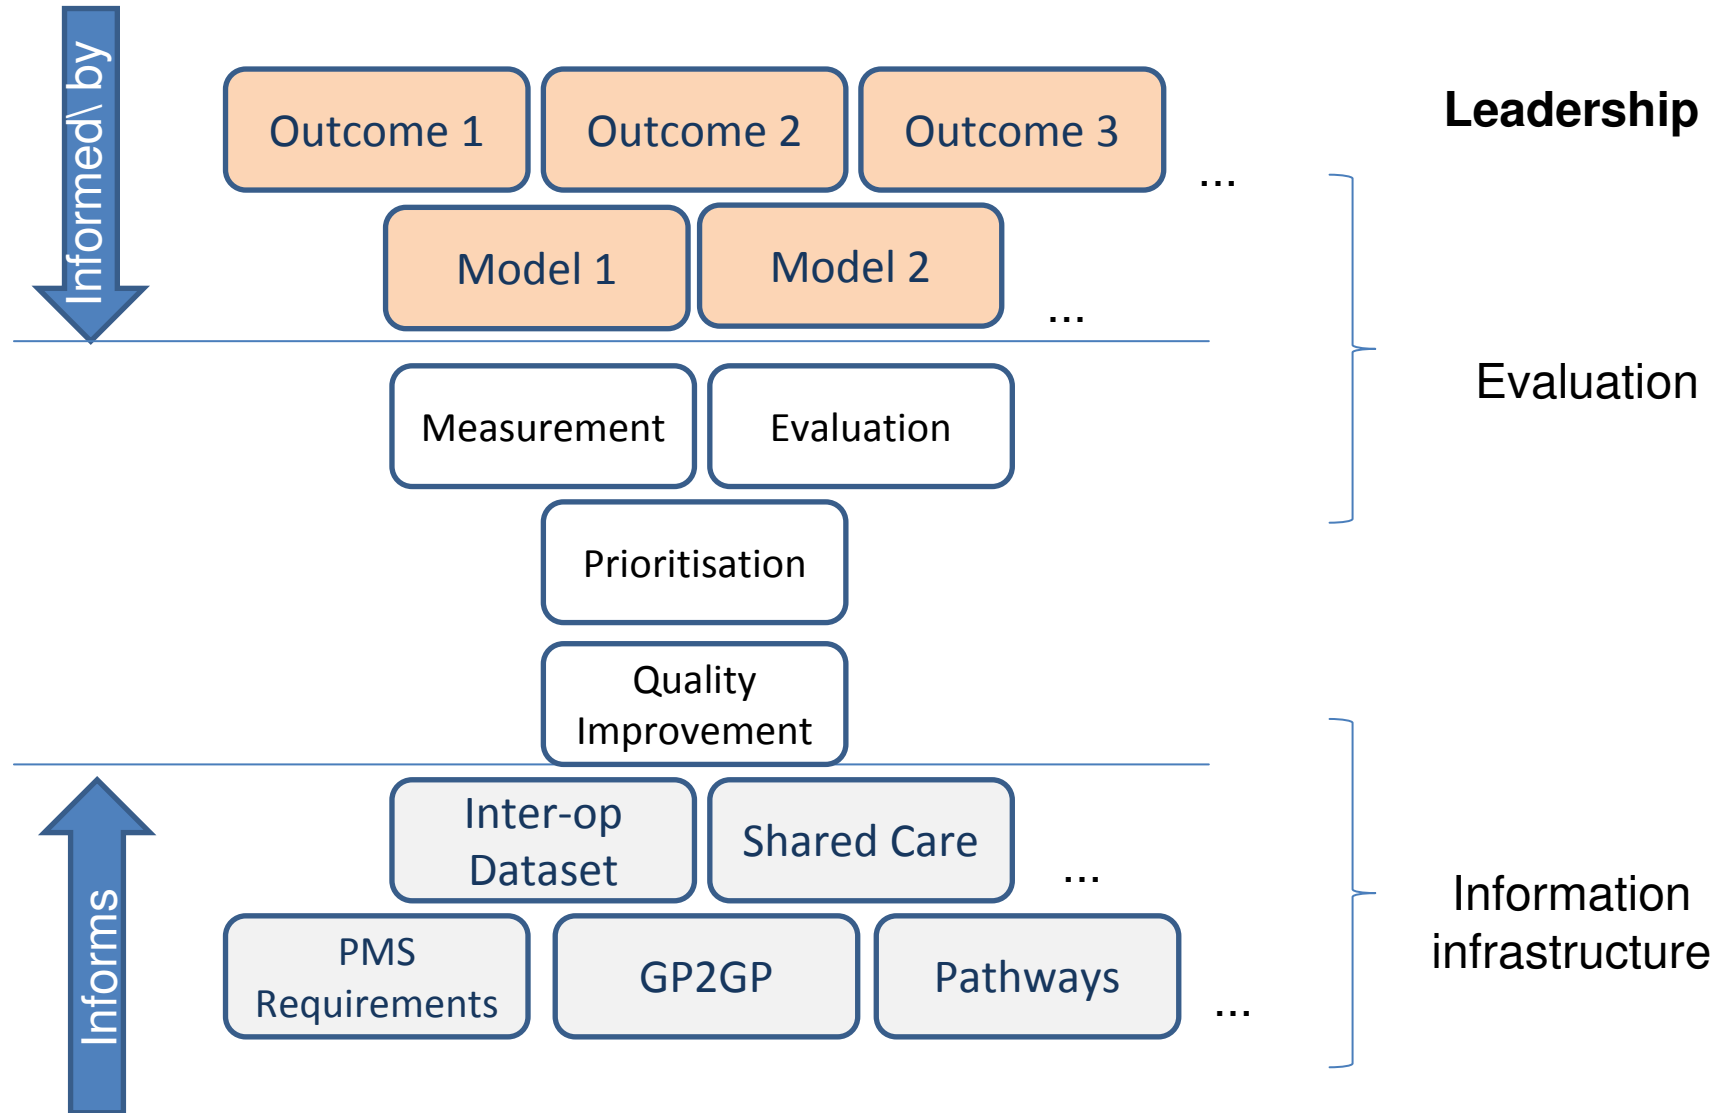 Informed\ by
Outcome 1
Outcome 2
Outcome 3
...
Leadership
Model 1
Model 2
...
Evaluation
Measurement
Evaluation
Prioritisation
Quality
Improvement
Informs
Inter-op
Dataset
Shared Care
...
Information
infrastructure
PMS
Requirements
GP2GP
Pathways
...